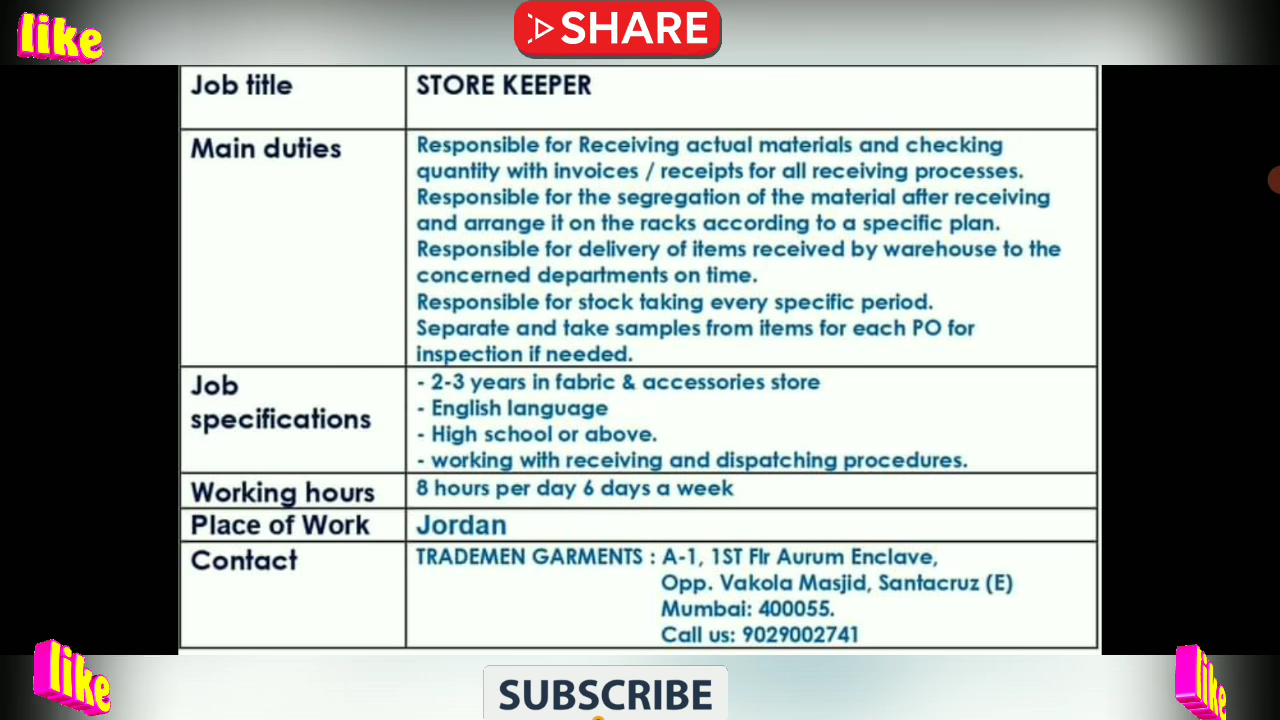 like
SHARE
Job title
STORE KEEPER
Main duties
Responsible for Receiving actual materials and checking
quantity with invoices / receipts for all receiving processes.
Responsible for the segregation of the material after receiving
and arrange it on the racks according to a specific plan.
Responsible for delivery of items received by warehouse to the
concerned departments on time.
Responsible for stock taking every specific period.
Separate and take samples from items for each PO for
inspection if needed.
Job
specifications
- 2-3 years in fabric & accessories store
- English language
- High school or above.
- working with receiving and dispatching procedures.
Working hours
8 hours per day 6 days a week
Place of Work
Jordan
Contact
TRADEMEN GARMENTS : A-1, 1ST Flr Aurum Enclave,
Opp. Vakola Masjid, Santacruz (E)
Mumbai: 400055.
Call us: 9029002741
like
SUBSCRIBE
like